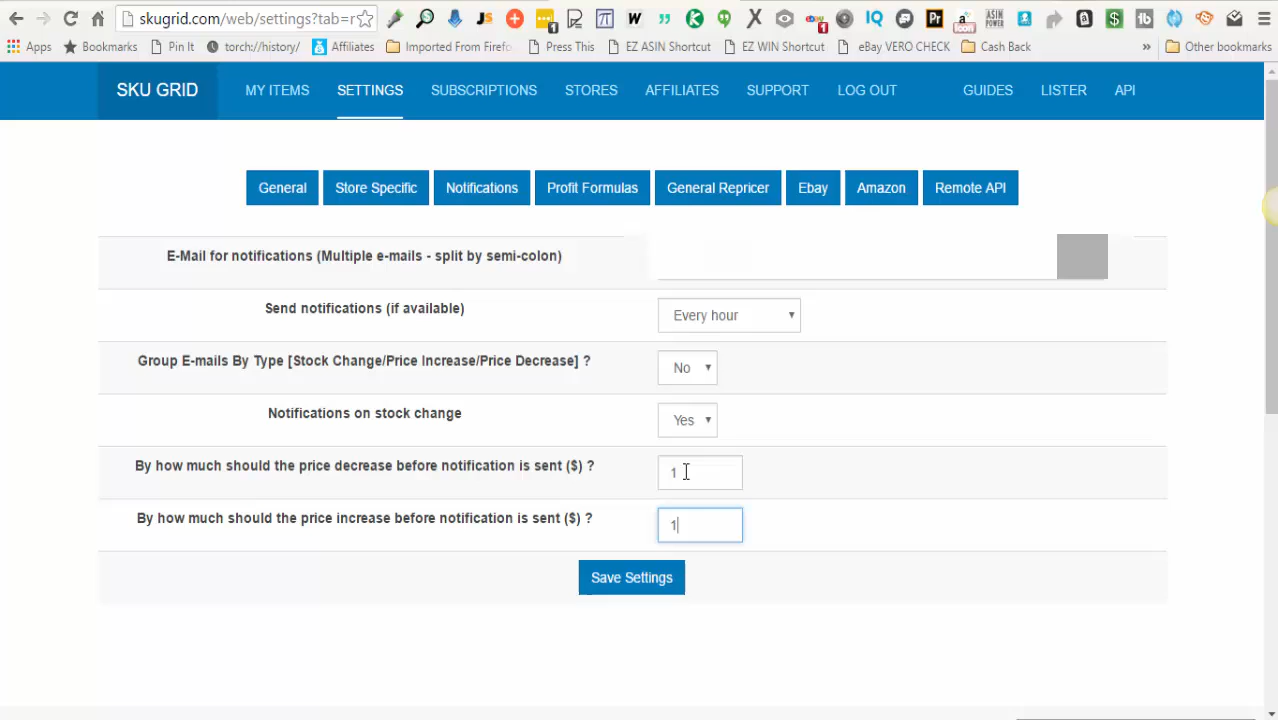 skugrid.com/web/settings?tab=r
Apps Bookmarks Pin It torch://history/ Affiliates Imported From Firefo Press This EZ ASIN Shortcut EZ WIN Shortcut eBay VERO CHECK Cash Back » Other bookmarks
SKU GRID MY ITEMS SETTINGS SUBSCRIPTIONS STORES AFFILIATES SUPPORT LOG OUT GUIDES LISTER API
General Store Specific Notifications Profit Formulas General Repricer Ebay Amazon Remote API
E-Mail for notifications (Multiple e-mails - split by semi-colon)
Send notifications (if available) Every hour
Group E-mails By Type [Stock Change/Price Increase/Price Decrease] ? No
Notifications on stock change Yes
By how much should the price decrease before notification is sent ($) ? 1
By how much should the price increase before notification is sent ($) ? 1
Save Settings